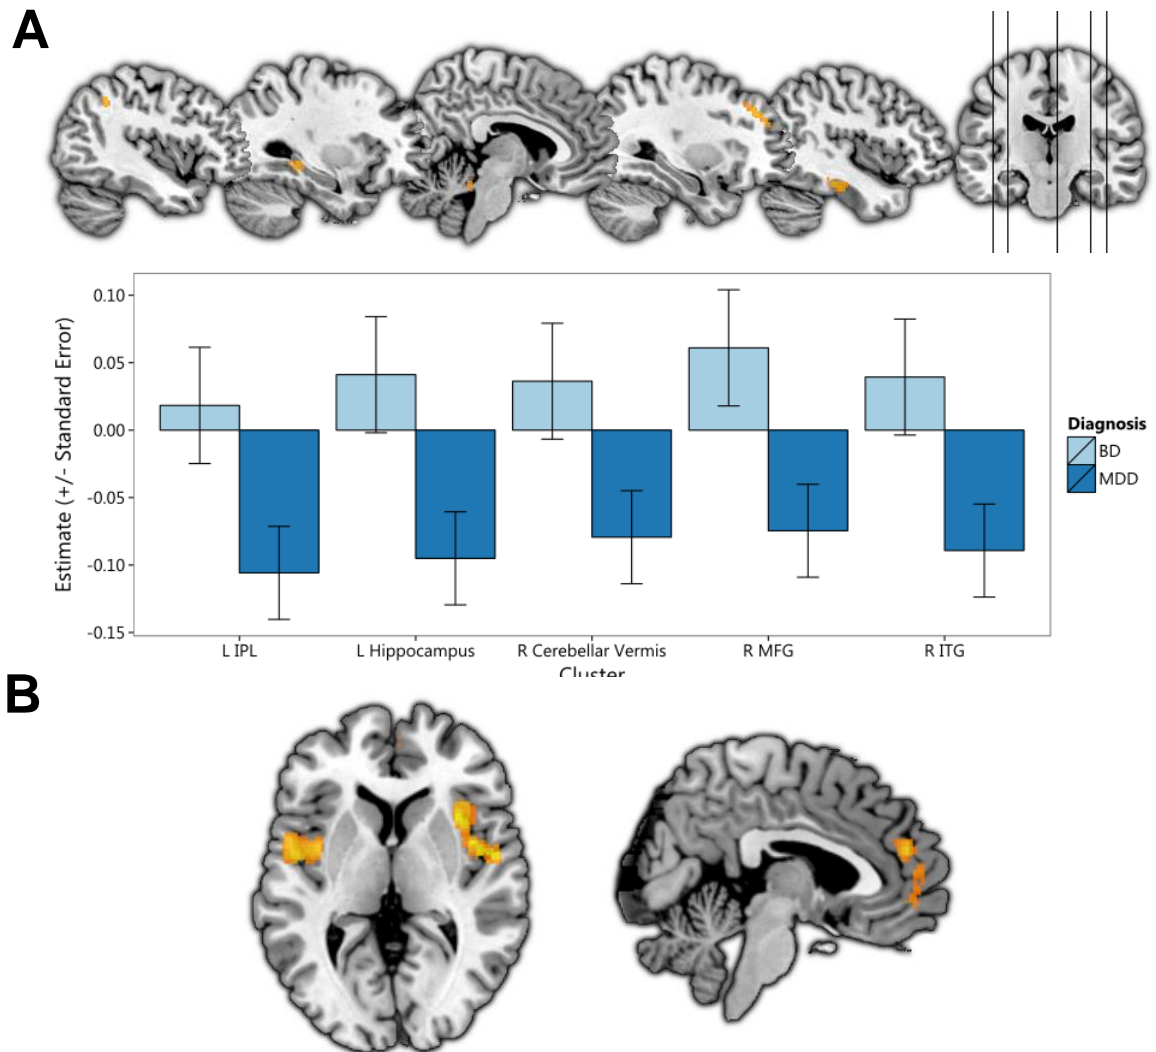 A
Estimate (+/- Standard Error)
0.10
0.05
0.00
-0.05
-0.10
-0.15
L IPL
L Hippocampus
R Cerebellar Vermis
R MFG
R ITG
Cluster
Diagnosis
BD
MDD
B